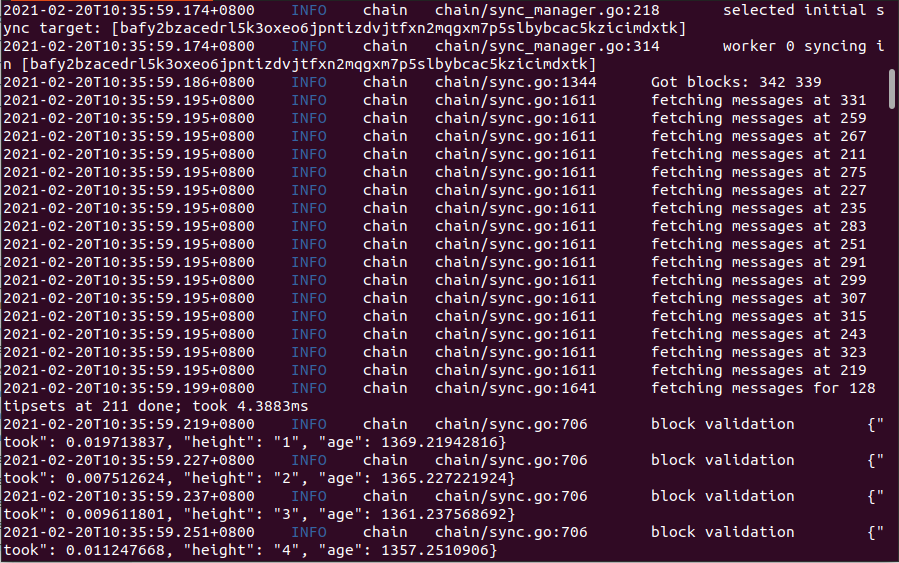 2021-02-20T10:35:59.174+0800 INFO chain chain/sync_manager.go:218 selected initial s
ync target: [bafy2bzacedrl5k3oxeo6jpntizdvjtfxn2mqgxm7p5slbybcac5kzicimdxtk]
2021-02-20T10:35:59.174+0800 INFO chain chain/sync_manager.go:314 worker 0 syncing i
n [bafy2bzacedrl5k3oxeo6jpntizdvjtfxn2mqgxm7p5slbybcac5kzicimdxtk]
2021-02-20T10:35:59.186+0800 INFO chain chain/sync.go:1344 Got blocks: 342 339
2021-02-20T10:35:59.195+0800 INFO chain chain/sync.go:1611 fetching messages at 331
2021-02-20T10:35:59.195+0800 INFO chain chain/sync.go:1611 fetching messages at 259
2021-02-20T10:35:59.195+0800 INFO chain chain/sync.go:1611 fetching messages at 267
2021-02-20T10:35:59.195+0800 INFO chain chain/sync.go:1611 fetching messages at 211
2021-02-20T10:35:59.195+0800 INFO chain chain/sync.go:1611 fetching messages at 275
2021-02-20T10:35:59.195+0800 INFO chain chain/sync.go:1611 fetching messages at 227
2021-02-20T10:35:59.195+0800 INFO chain chain/sync.go:1611 fetching messages at 235
2021-02-20T10:35:59.195+0800 INFO chain chain/sync.go:1611 fetching messages at 283
2021-02-20T10:35:59.195+0800 INFO chain chain/sync.go:1611 fetching messages at 251
2021-02-20T10:35:59.195+0800 INFO chain chain/sync.go:1611 fetching messages at 291
2021-02-20T10:35:59.195+0800 INFO chain chain/sync.go:1611 fetching messages at 299
2021-02-20T10:35:59.195+0800 INFO chain chain/sync.go:1611 fetching messages at 307
2021-02-20T10:35:59.195+0800 INFO chain chain/sync.go:1611 fetching messages at 315
2021-02-20T10:35:59.195+0800 INFO chain chain/sync.go:1611 fetching messages at 243
2021-02-20T10:35:59.195+0800 INFO chain chain/sync.go:1611 fetching messages at 323
2021-02-20T10:35:59.195+0800 INFO chain chain/sync.go:1611 fetching messages at 219
2021-02-20T10:35:59.199+0800 INFO chain chain/sync.go:1641 fetching messages for 128
tipsets at 211 done; took 4.3883ms
2021-02-20T10:35:59.219+0800 INFO chain chain/sync.go:706 block validation {"
took": 0.019713837, "height": "1", "age": 1369.21942816}
2021-02-20T10:35:59.227+0800 INFO chain chain/sync.go:706 block validation {"
took": 0.007512624, "height": "2", "age": 1365.227221924}
2021-02-20T10:35:59.237+0800 INFO chain chain/sync.go:706 block validation {"
took": 0.009611801, "height": "3", "age": 1361.237568692}
2021-02-20T10:35:59.251+0800 INFO chain chain/sync.go:706 block validation {"
took": 0.011247668, "height": "4", "age": 1357.2510906}